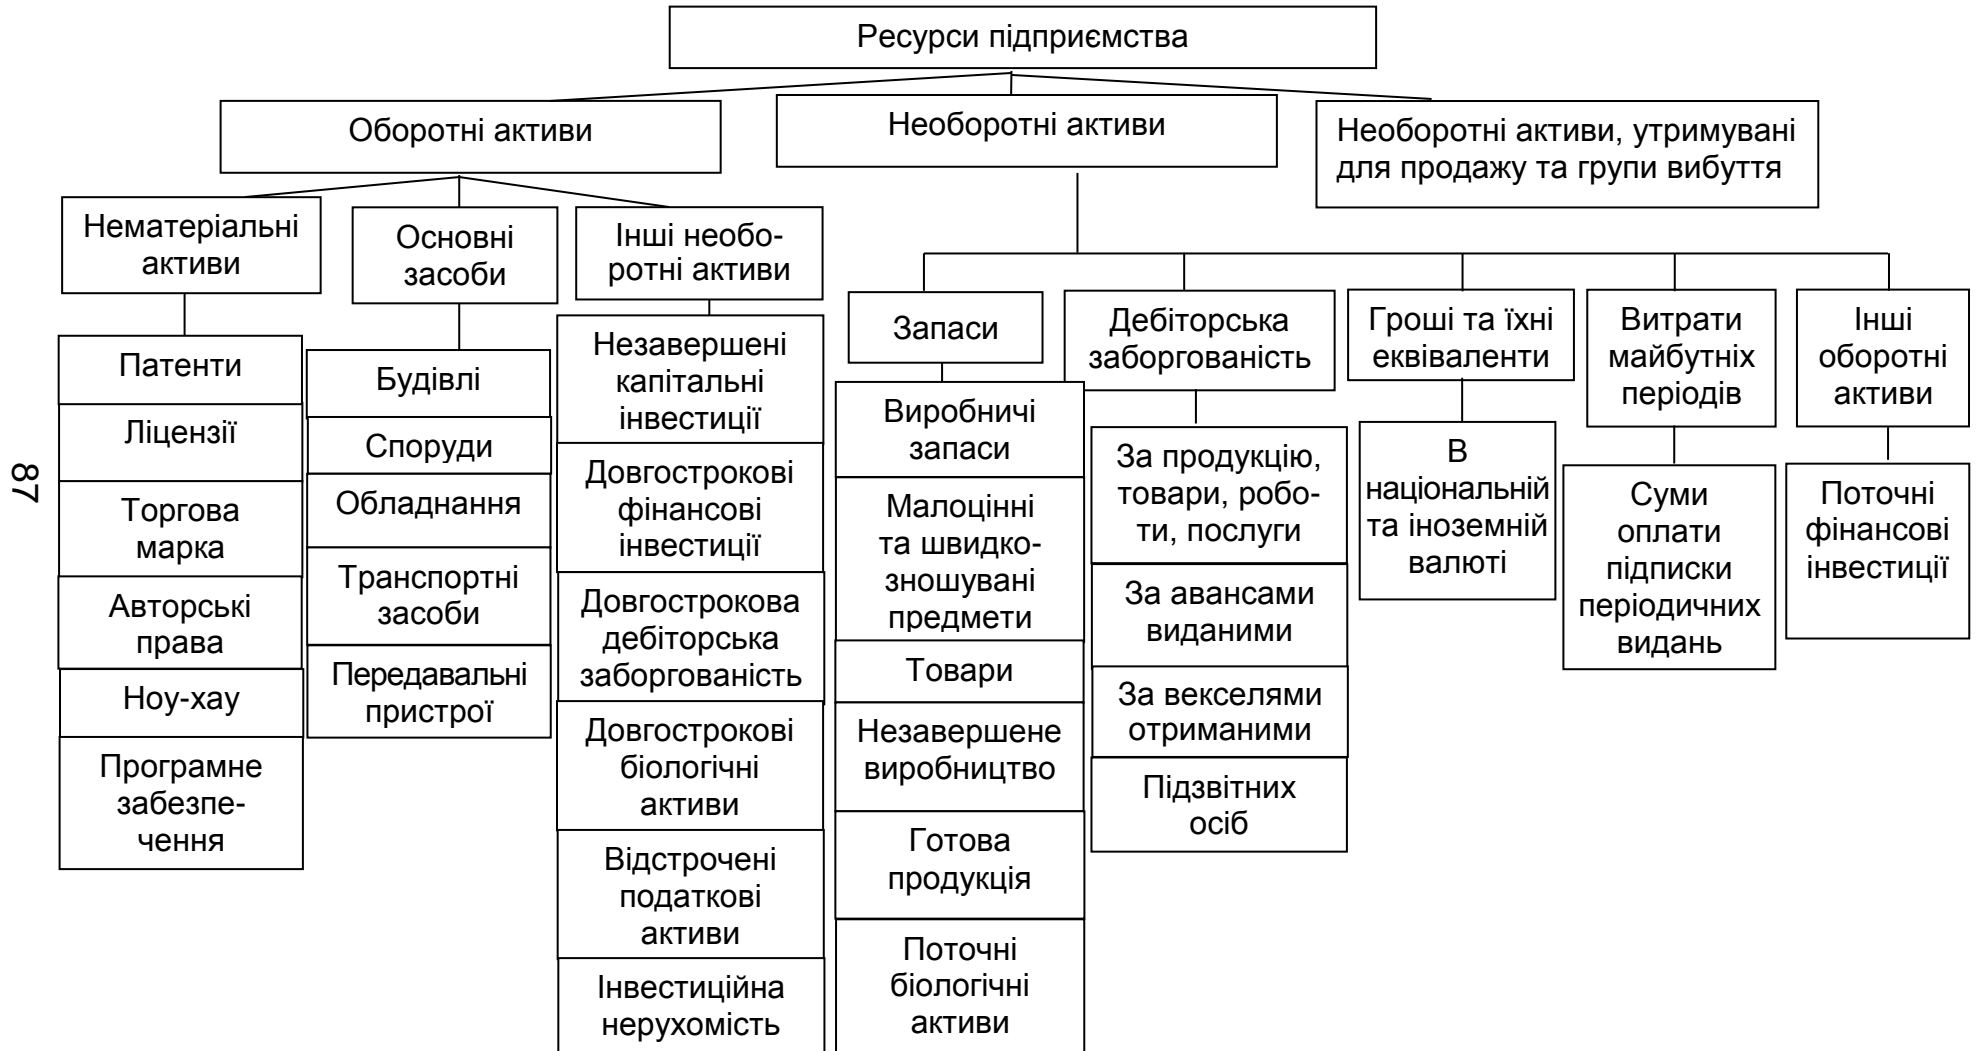 Ресурси підприємства
Оборотні активи
Необоротні активи
Необоротні активи, утримувані
для продажу та групи вибуття
Нематеріальні
активи
Основні
засоби
Інші необо-
ротні активи
Запаси
Дебіторська
заборгованість
Гроші та їхні
еквіваленти
Витрати
майбутніх
періодів
Інші
оборотні
активи
Патенти
Ліцензії
Торгова
марка
Авторські
права
Ноу-хау
Програмне
забезпе-
чення
Будівлі
Споруди
Обладнання
Транспортні
засоби
Передавальні
пристрої
Незавершені
капітальні
інвестиції
Довгострокові
фінансові
інвестиції
Довгострокова
дебіторська
заборгованість
Довгострокові
біологічні
активи
Відстрочені
податкові
активи
Інвестиційна
нерухомість
Виробничі
запаси
Малоцінні
та швидко-
зношувані
предмети
Товари
Незавершене
виробництво
Готова
продукція
Поточні
біологічні
активи
За продукцію,
товари, робо-
ти, послуги
За авансами
виданими
За векселями
отриманими
Підзвітних
осіб
В
національній
та іноземній
валюті
Суми
оплати
підписки
періодичних
видань
Поточні
фінансові
інвестиції
87